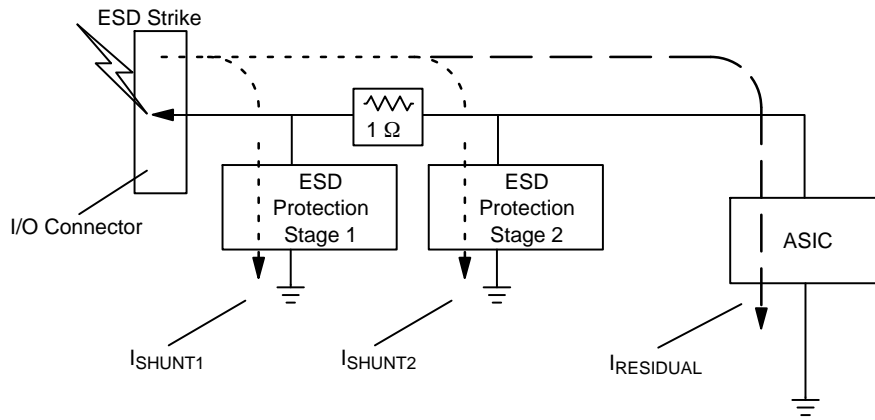 ESD Strike
1 Ω
ESD
Protection
Stage 1
ESD
Protection
Stage 2
I/O Connector
ASIC
ISHUNT1
ISHUNT2
IRESIDUAL